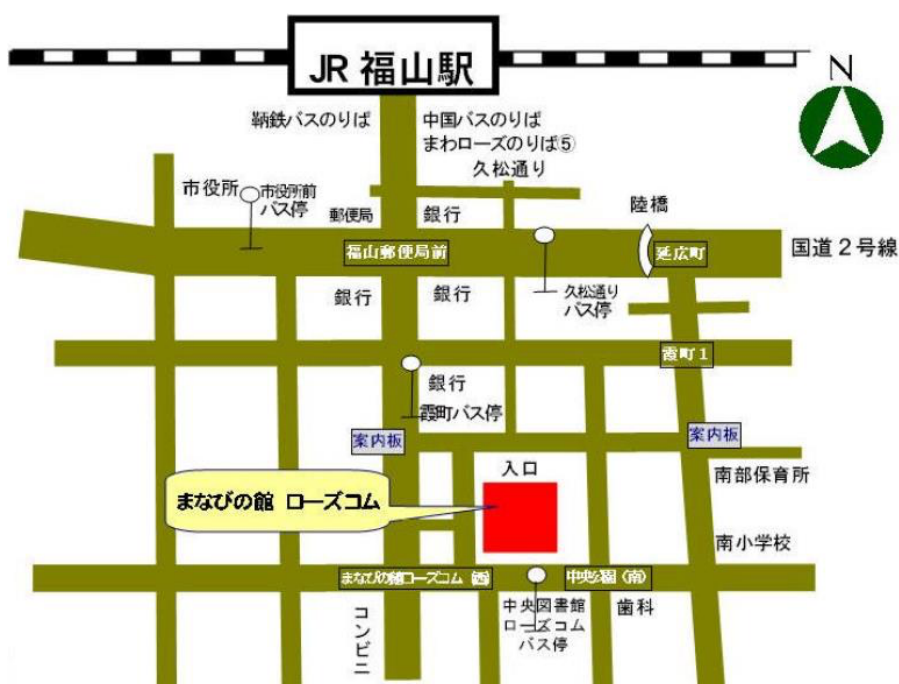 JR 福山駅
N
鞆鉄バスのりば
中国バスのりば
まわローズのりば⑤
久松通り
市役所
市役所前
バス停
郵便局
銀行
陸橋
福山郵便局前
延広町
国道2号線
銀行
銀行
久松通り
バス停
霞町1
銀行
霞町バス停
案内板
案内板
入口
南部保育所
まなびの館 ローズコム
南小学校
まなびの館ローズコム(西)
中央公園(南)
中央図書館
ローズコム
バス停
歯科
コンビニ